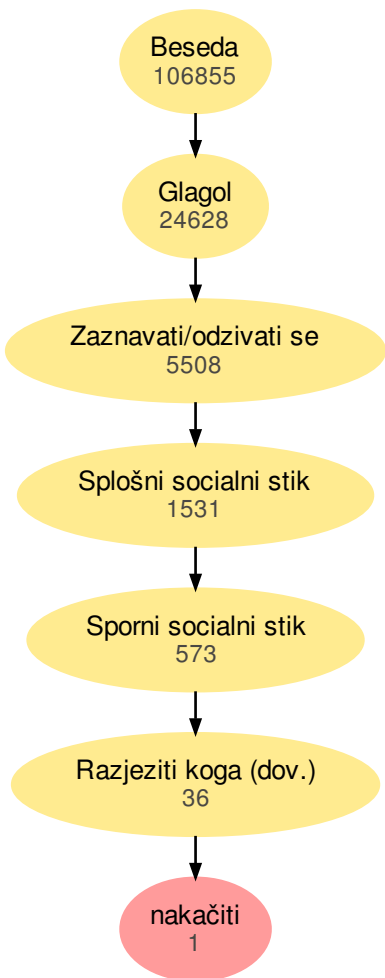 Beseda
106855
Glagol
24628
Zaznavati/odzivati se
5508
Splošni socialni stik
1531
Sporni socialni stik
573
Razjeziti koga (dov.)
36
nakačiti
1